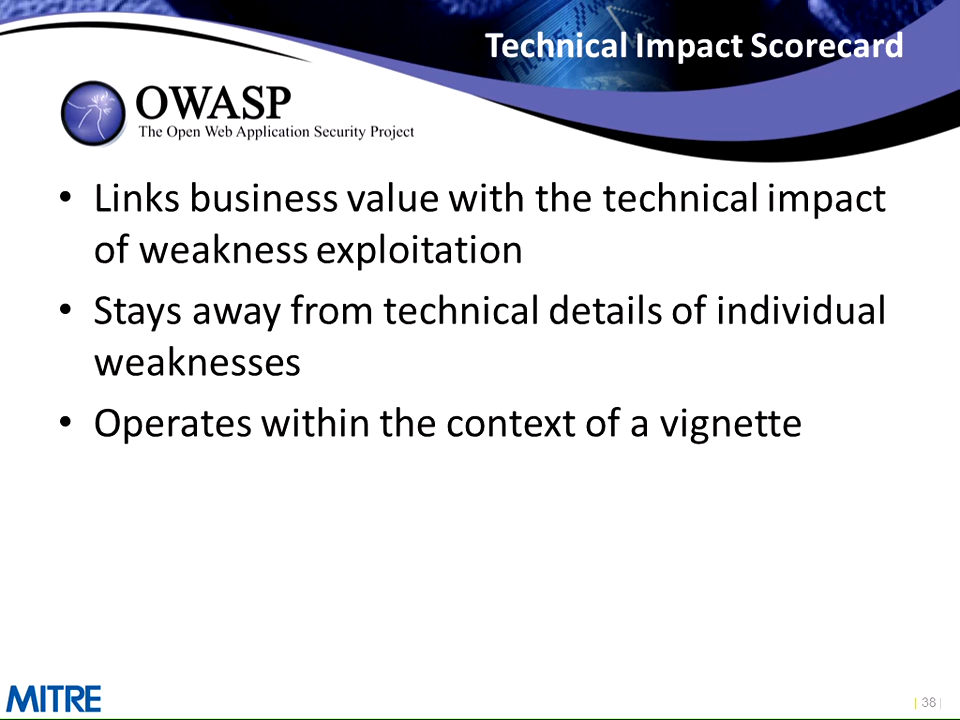 Technical Impact Scorecard
OWASP
The Open Web Application Security Project
• Links business value with the technical impact
of weakness exploitation
• Stays away from technical details of individual
weaknesses
• Operates within the context of a vignette
MITRE
| 38 |